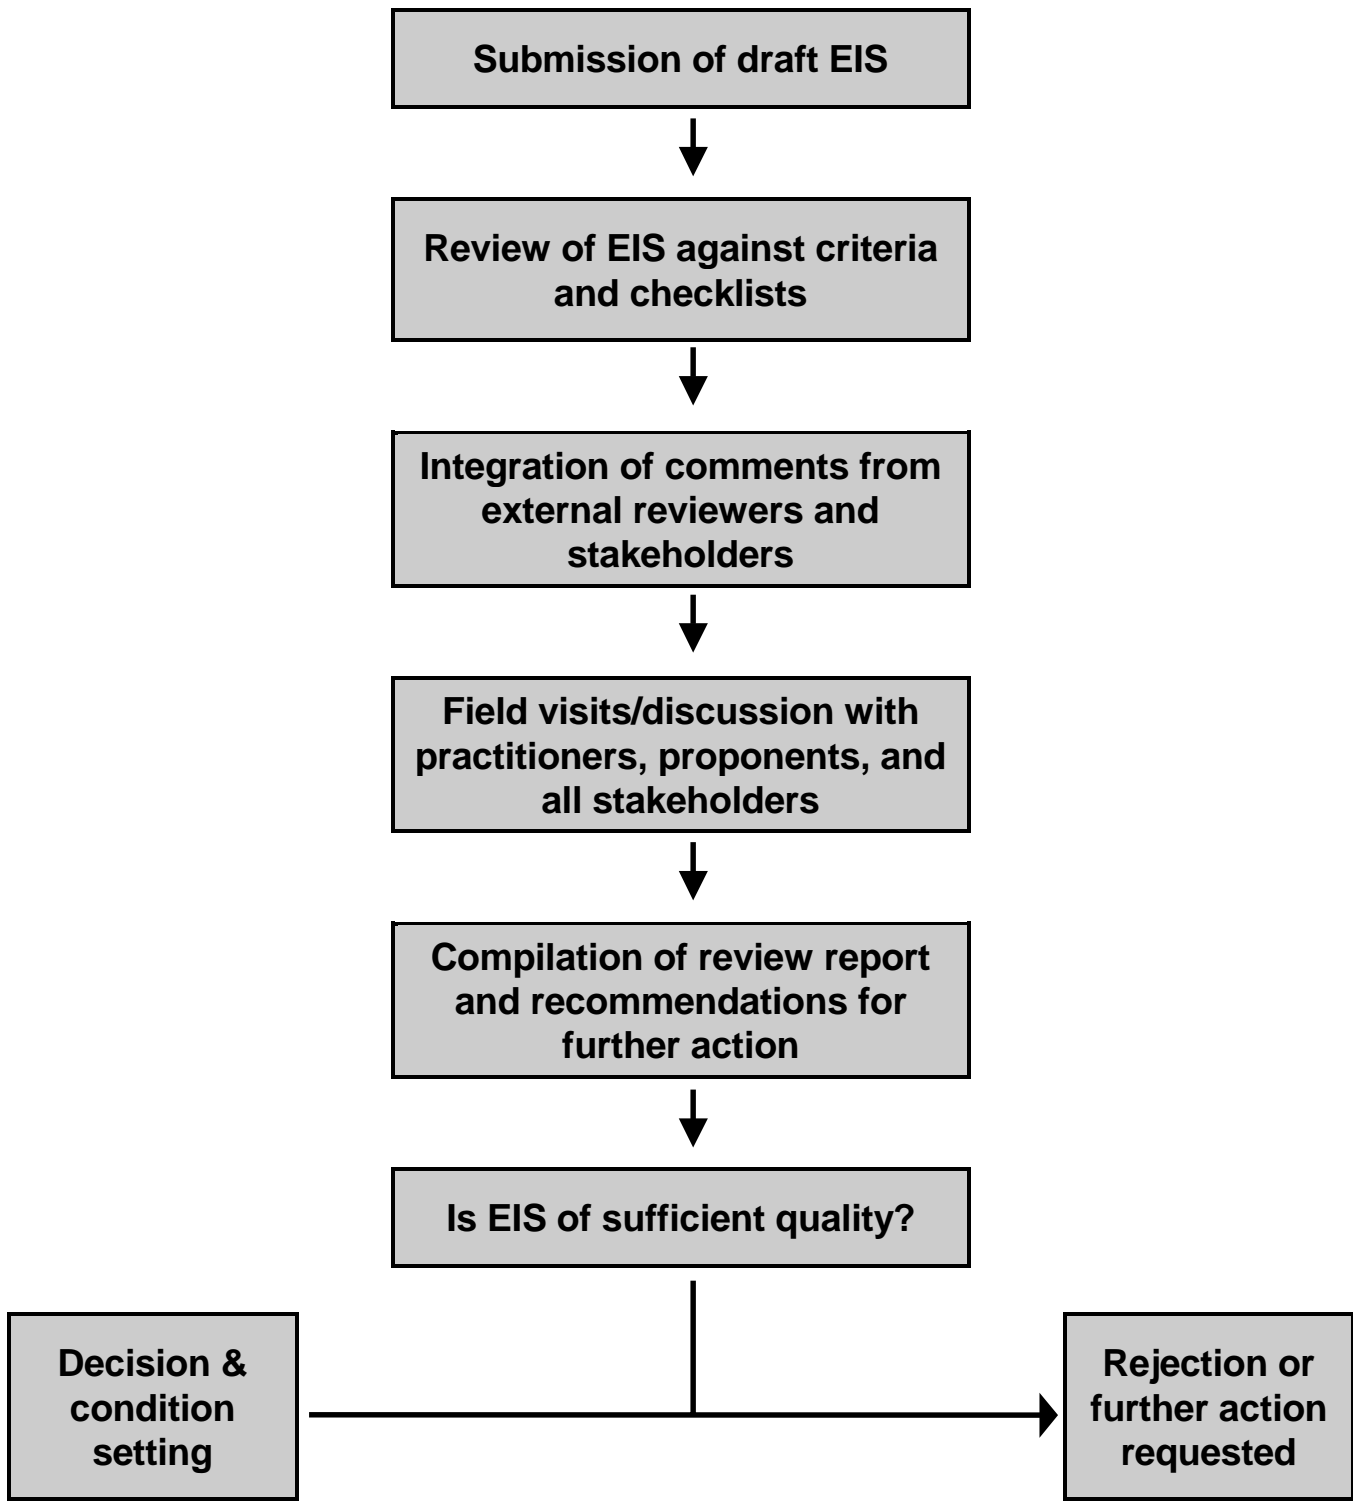 Submission of draft EIS
Review of EIS against criteria
and checklists
Integration of comments from
external reviewers and
stakeholders
Field visits/discussion with
practitioners, proponents, and
all stakeholders
Compilation of review report
and recommendations for
further action
Is EIS of sufficient quality?
Decision &
condition
setting
Rejection or
further action
requested